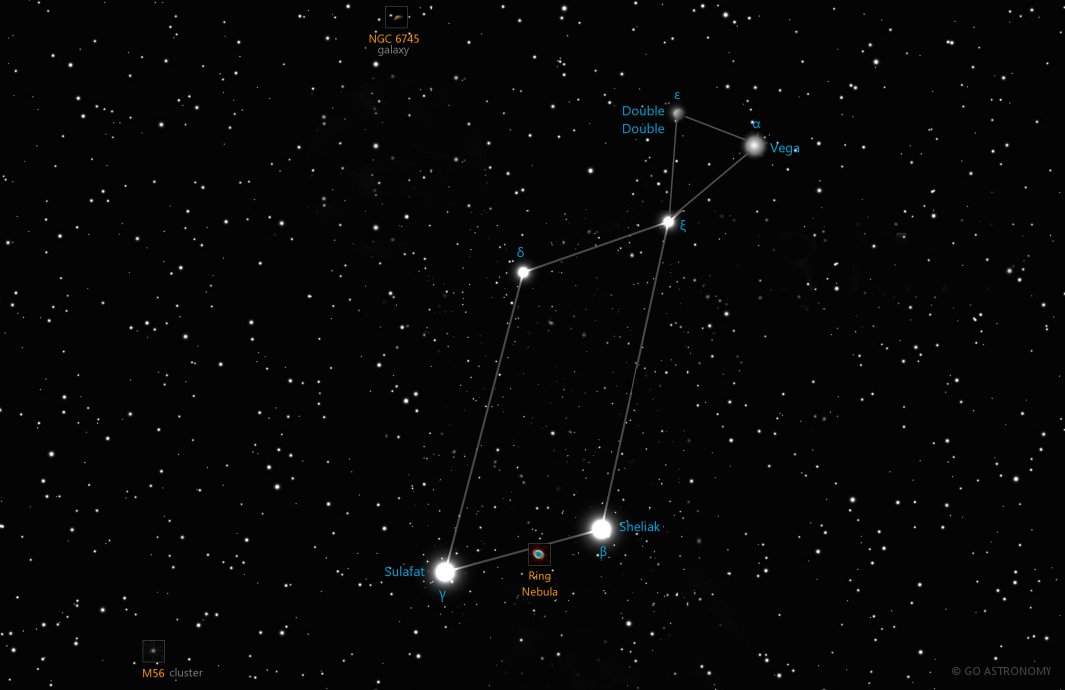 NGC 6745
galaxy
ε
Double
Double
α
Vega
ξ
δ
Sheliak
β
Sulafat
γ
Ring
Nebula
M56 cluster
© GO ASTRONOMY